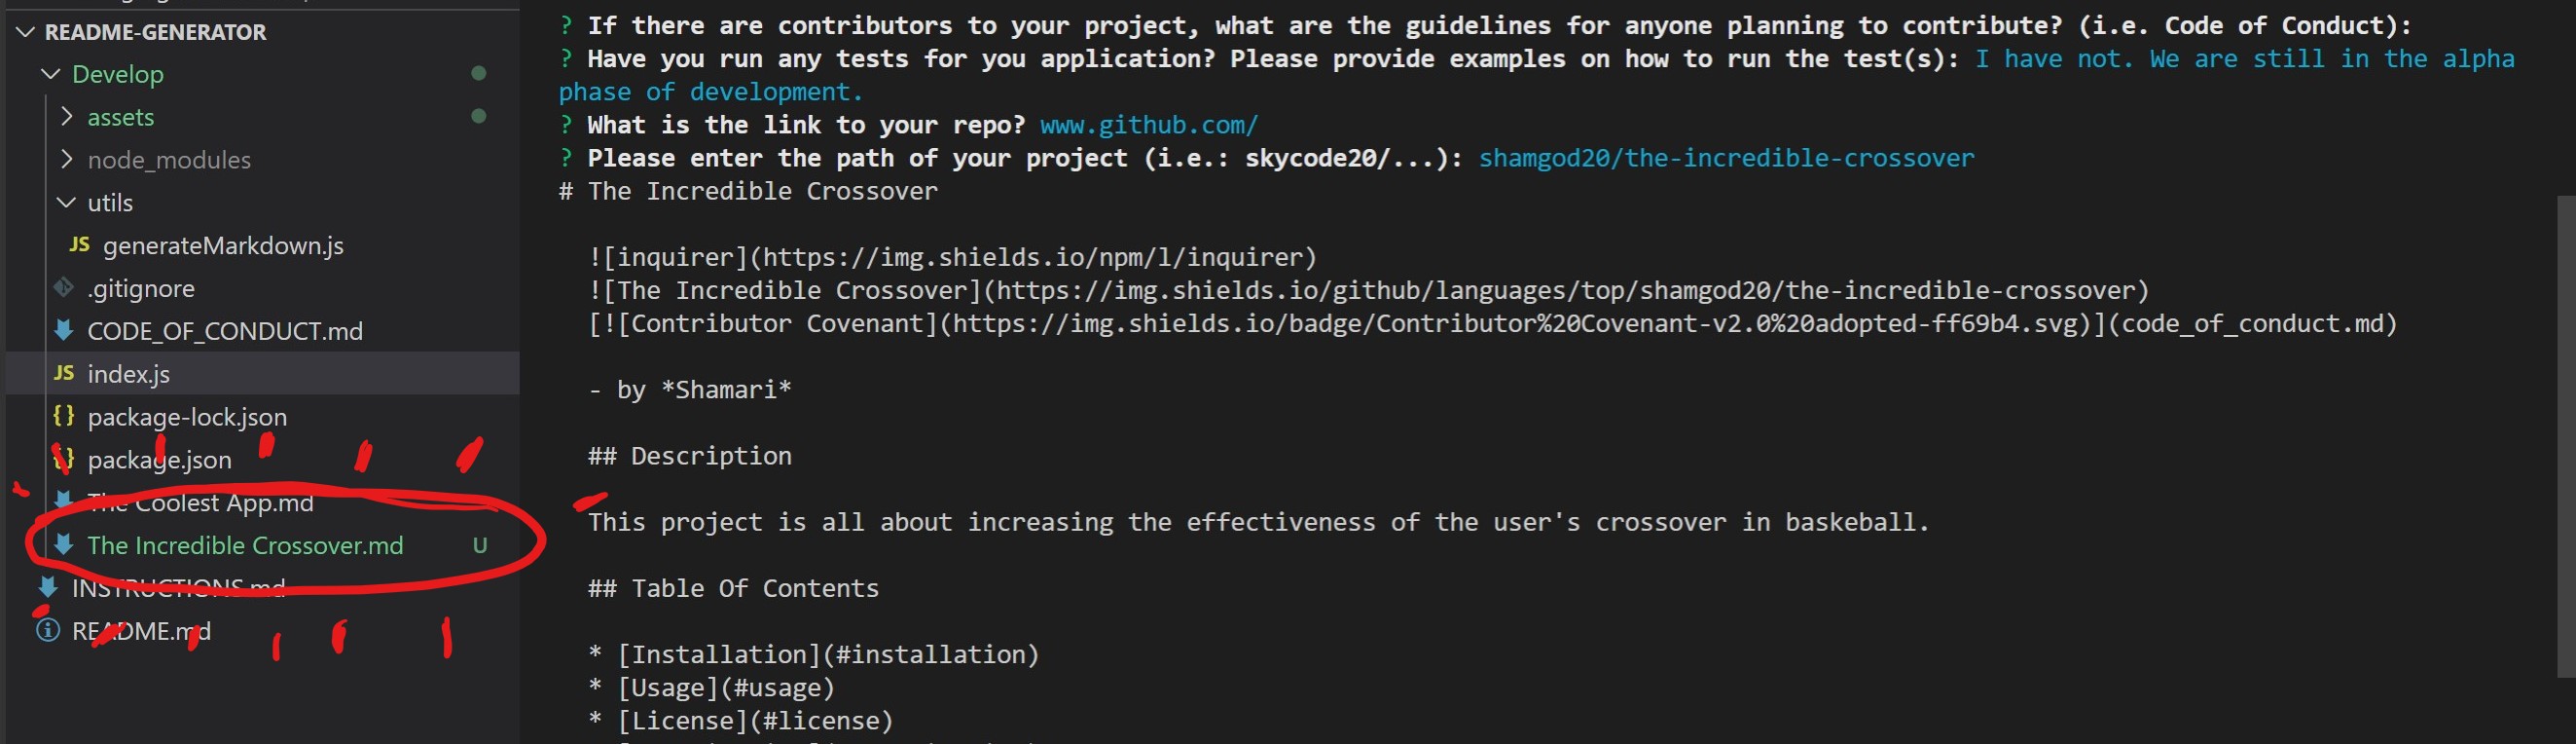 README-GENERATOR
Develop
assets
node_modules
utils
JS generateMarkdown.js
.gitignore
CODE_OF_CONDUCT.md
JS index.js
{} package-lock.json
{} package.json
The Coolest App.md
The Incredible Crossover.md U
INSTRUCTIONS.md
README.md
? If there are contributors to your project, what are the guidelines for anyone planning to contribute? (i.e. Code of Conduct):
? Have you run any tests for you application? Please provide examples on how to run the test(s): I have not. We are still in the alpha
phase of development.
? What is the link to your repo? www.github.com/
? Please enter the path of your project (i.e.: skycode20/...): shamgod20/the-incredible-crossover
# The Incredible Crossover
![inquirer](https://img.shields.io/npm/l/inquirer)
![The Incredible Crossover](https://img.shields.io/github/languages/top/shamgod20/the-incredible-crossover)
[![Contributor Covenant](https://img.shields.io/badge/Contributor%20Covenant-v2.0%20adopted-ff69b4.svg)](code_of_conduct.md)
- by *Shamari*
## Description
This project is all about increasing the effectiveness of the user's crossover in baskeball.
## Table Of Contents
* [Installation](#installation)
* [Usage](#usage)
* [License](#license)